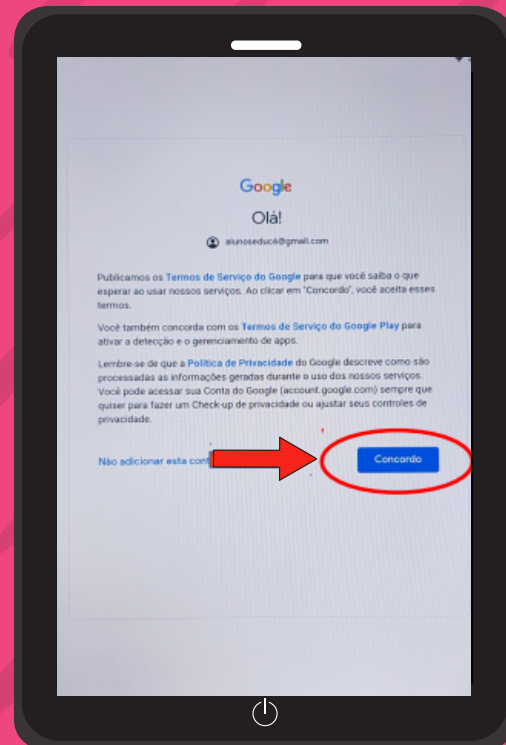 Google
Olá!
alunoseduc6@gmail.com
Publicamos os Termos de Serviço do Google para que você saiba o que
esperar ao usar nossos serviços. Ao clicar em "Concordo", você aceita esses
termos.
Você também concorda com os Termos de Serviço do Google Play para
ativar a detecção e o gerenciamento de apps.
Lembre-se de que a Política de Privacidade do Google descreve como são
processadas as informações geradas durante o uso dos nossos serviços.
Você pode acessar sua Conta do Google (account.google.com) sempre que
quiser para fazer um Check-up de privacidade ou ajustar seus controles de
privacidade.
Não adicionar esta cont
Concordo